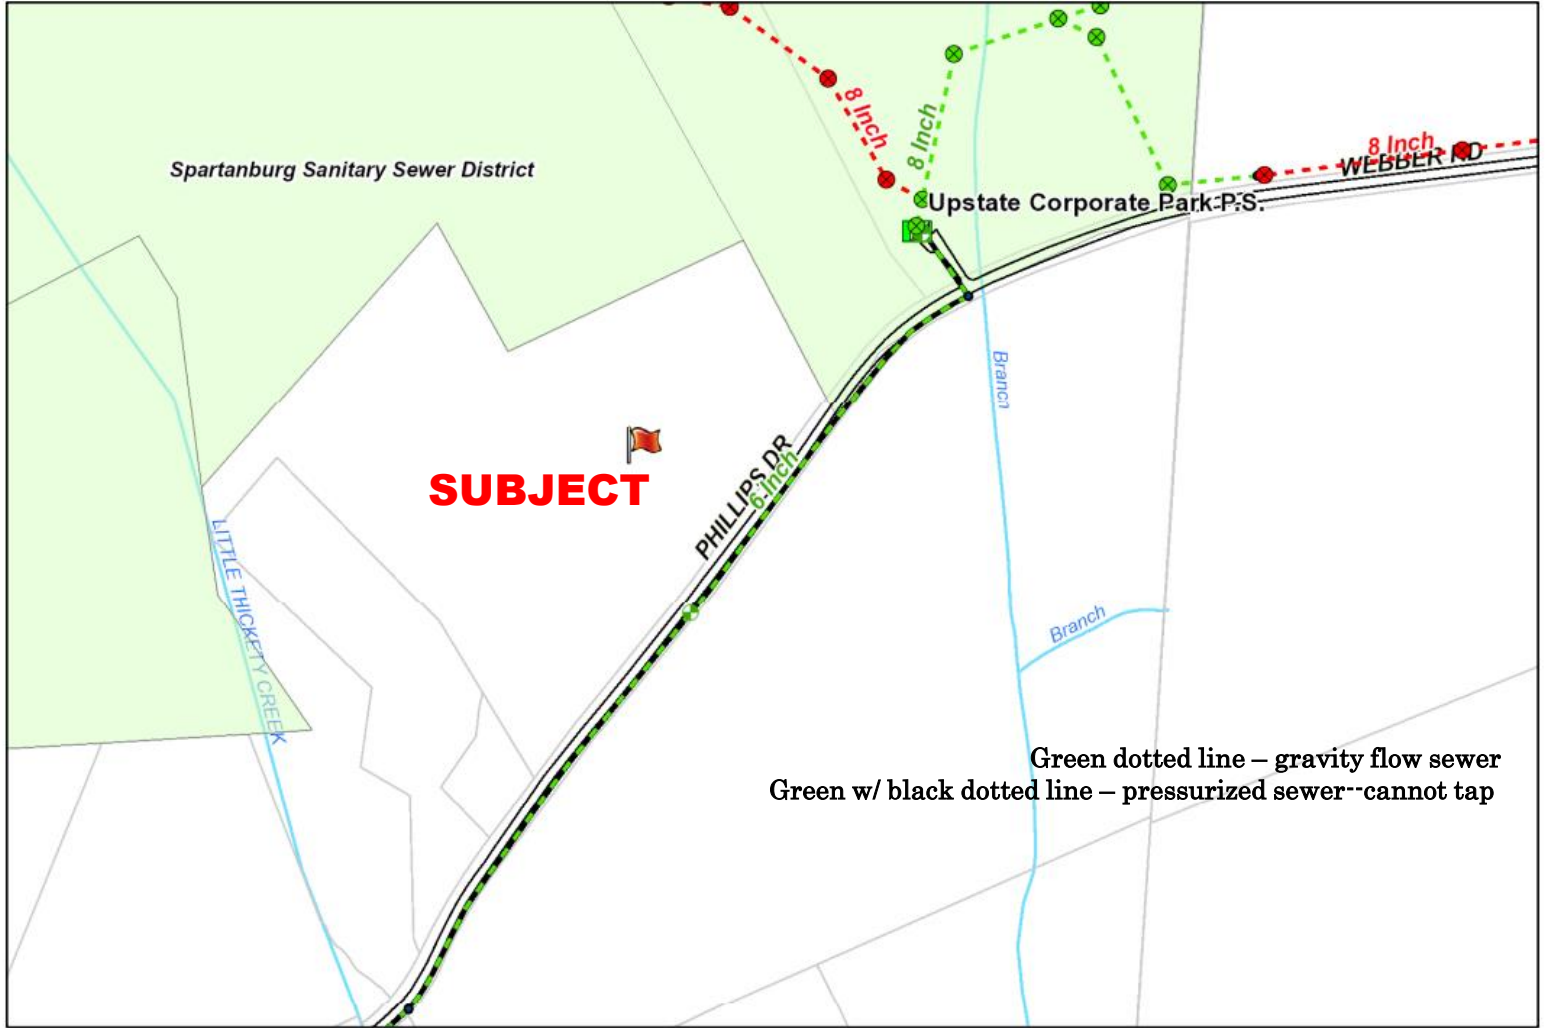 8 Inch
8 Inch
8 Inch
WEBBER RD
Spartanburg Sanitary Sewer District
Upstate Corporate Park P.S.
Branch
SUBJECT
PHILLIPS DR
6 Inch
LITTLE THICKETY CREEK
Branch
Green dotted line – gravity flow sewer
Green w/ black dotted line – pressurized sewer--cannot tap